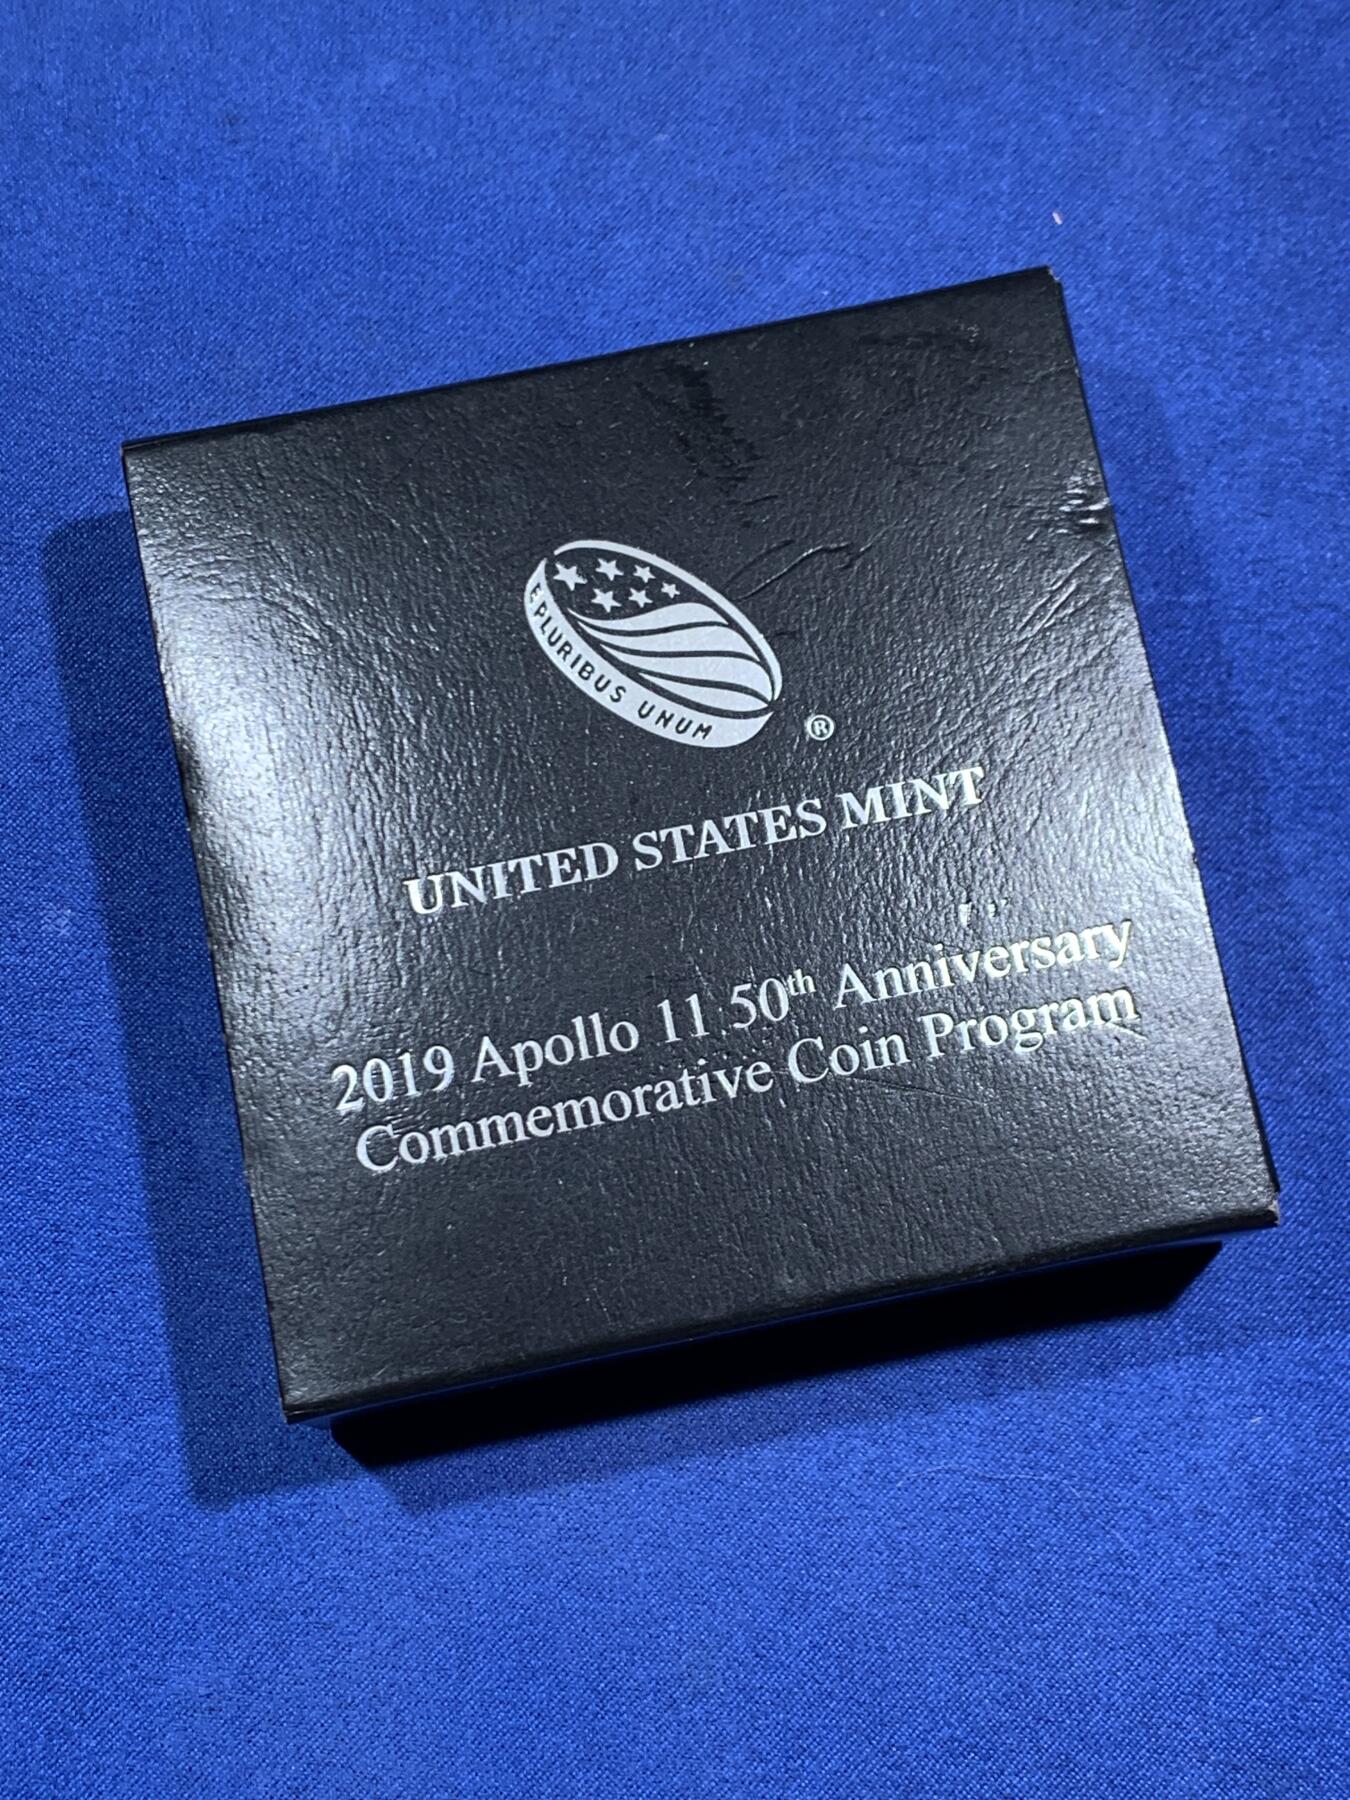 E PLURIBUS UNUM
®
UNITED STATES MINT
2019 Apollo 11 50th Anniversary
Commemorative Coin Program